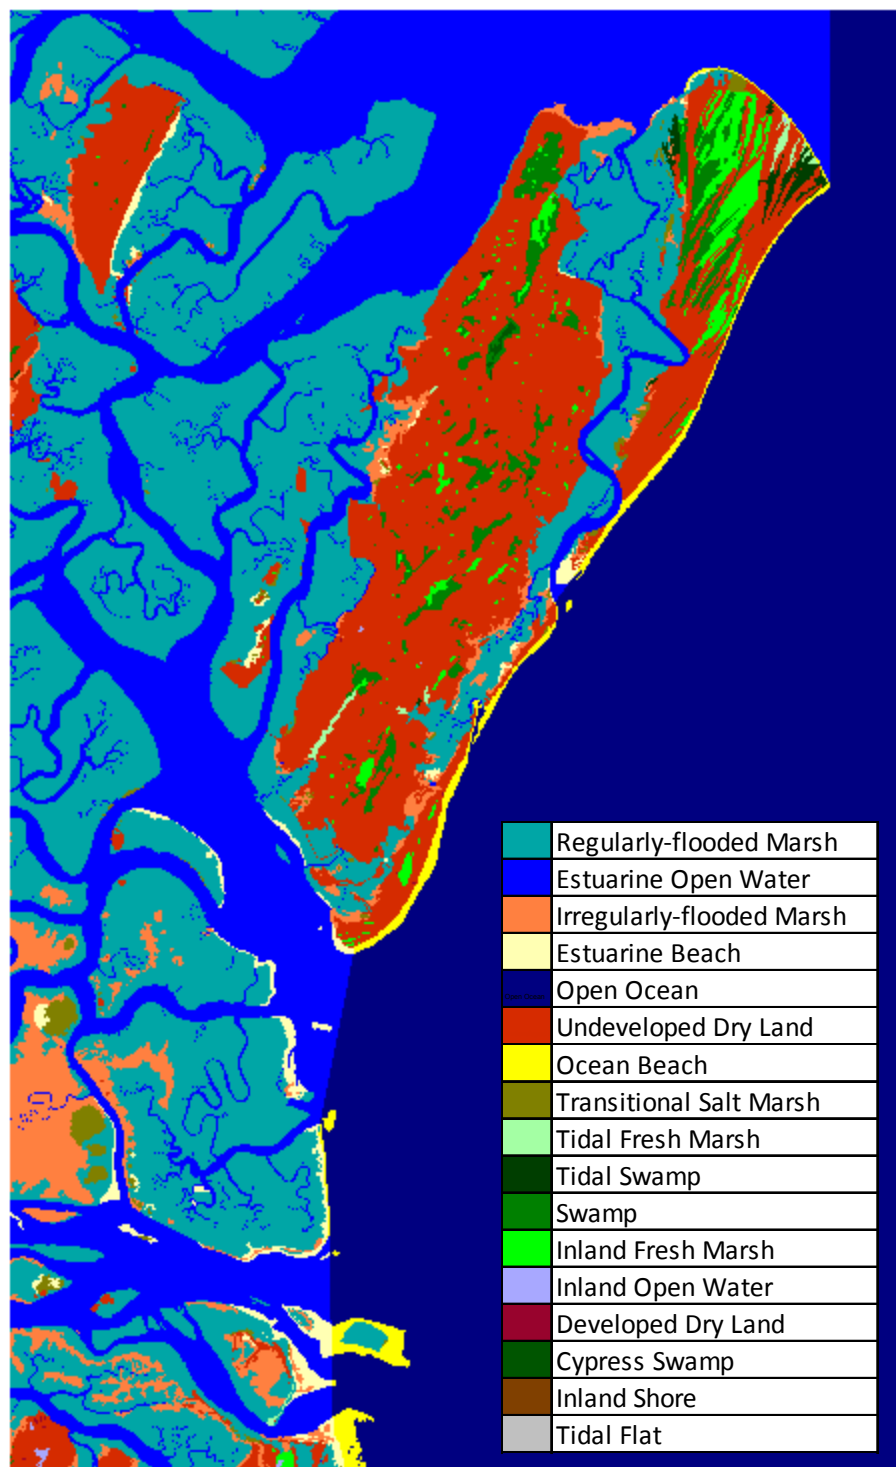 Regularly-flooded Marsh
Estuarine Open Water
Irregularly-flooded Marsh
Estuarine Beach
Open Ocean
Undeveloped Dry Land
Ocean Beach
Transitional Salt Marsh
Tidal Fresh Marsh
Tidal Swamp
Swamp
Inland Fresh Marsh
Inland Open Water
Developed Dry Land
Cypress Swamp
Inland Shore
Tidal Flat